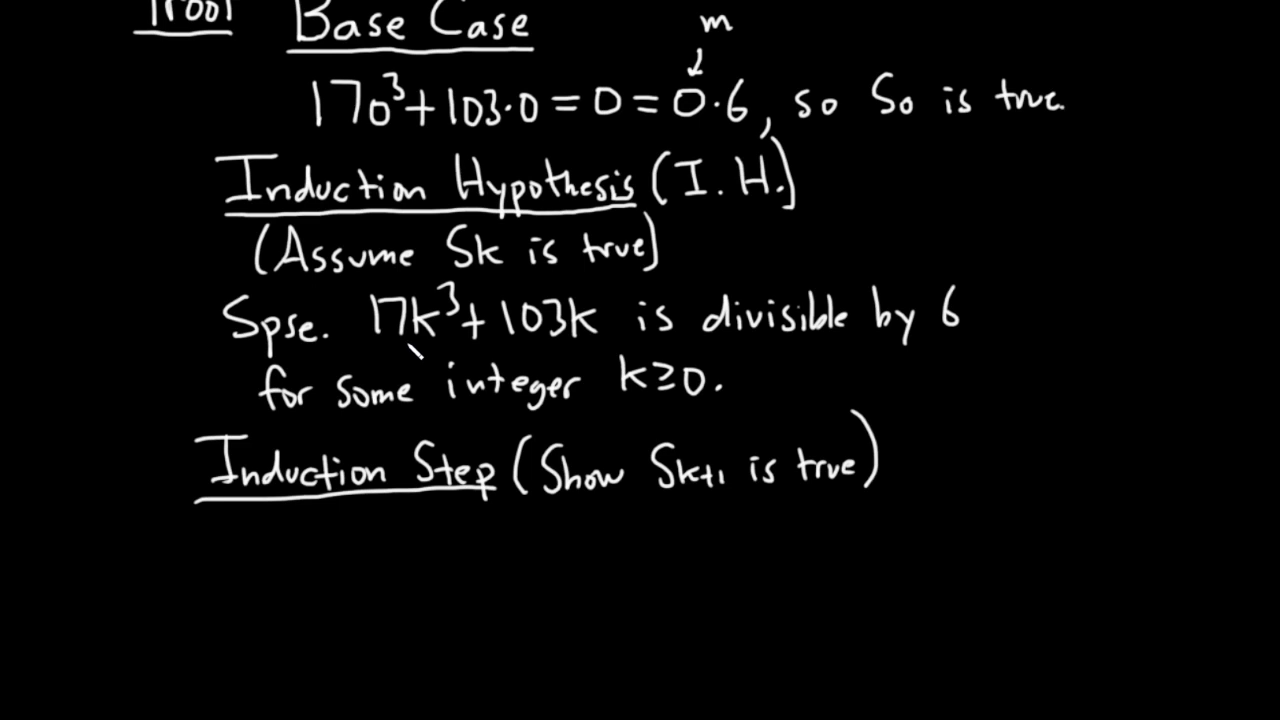 Proof Base Case m
17 0³ + 103·0 = 0 = 0·6, so S₀ is true.
Induction Hypothesis (I.H.)
(Assume Sₖ is true)
Spse. 17k³ + 103k is divisible by 6
for some integer k ≥ 0.
Induction Step (Show Sₖ₊₁ is true)